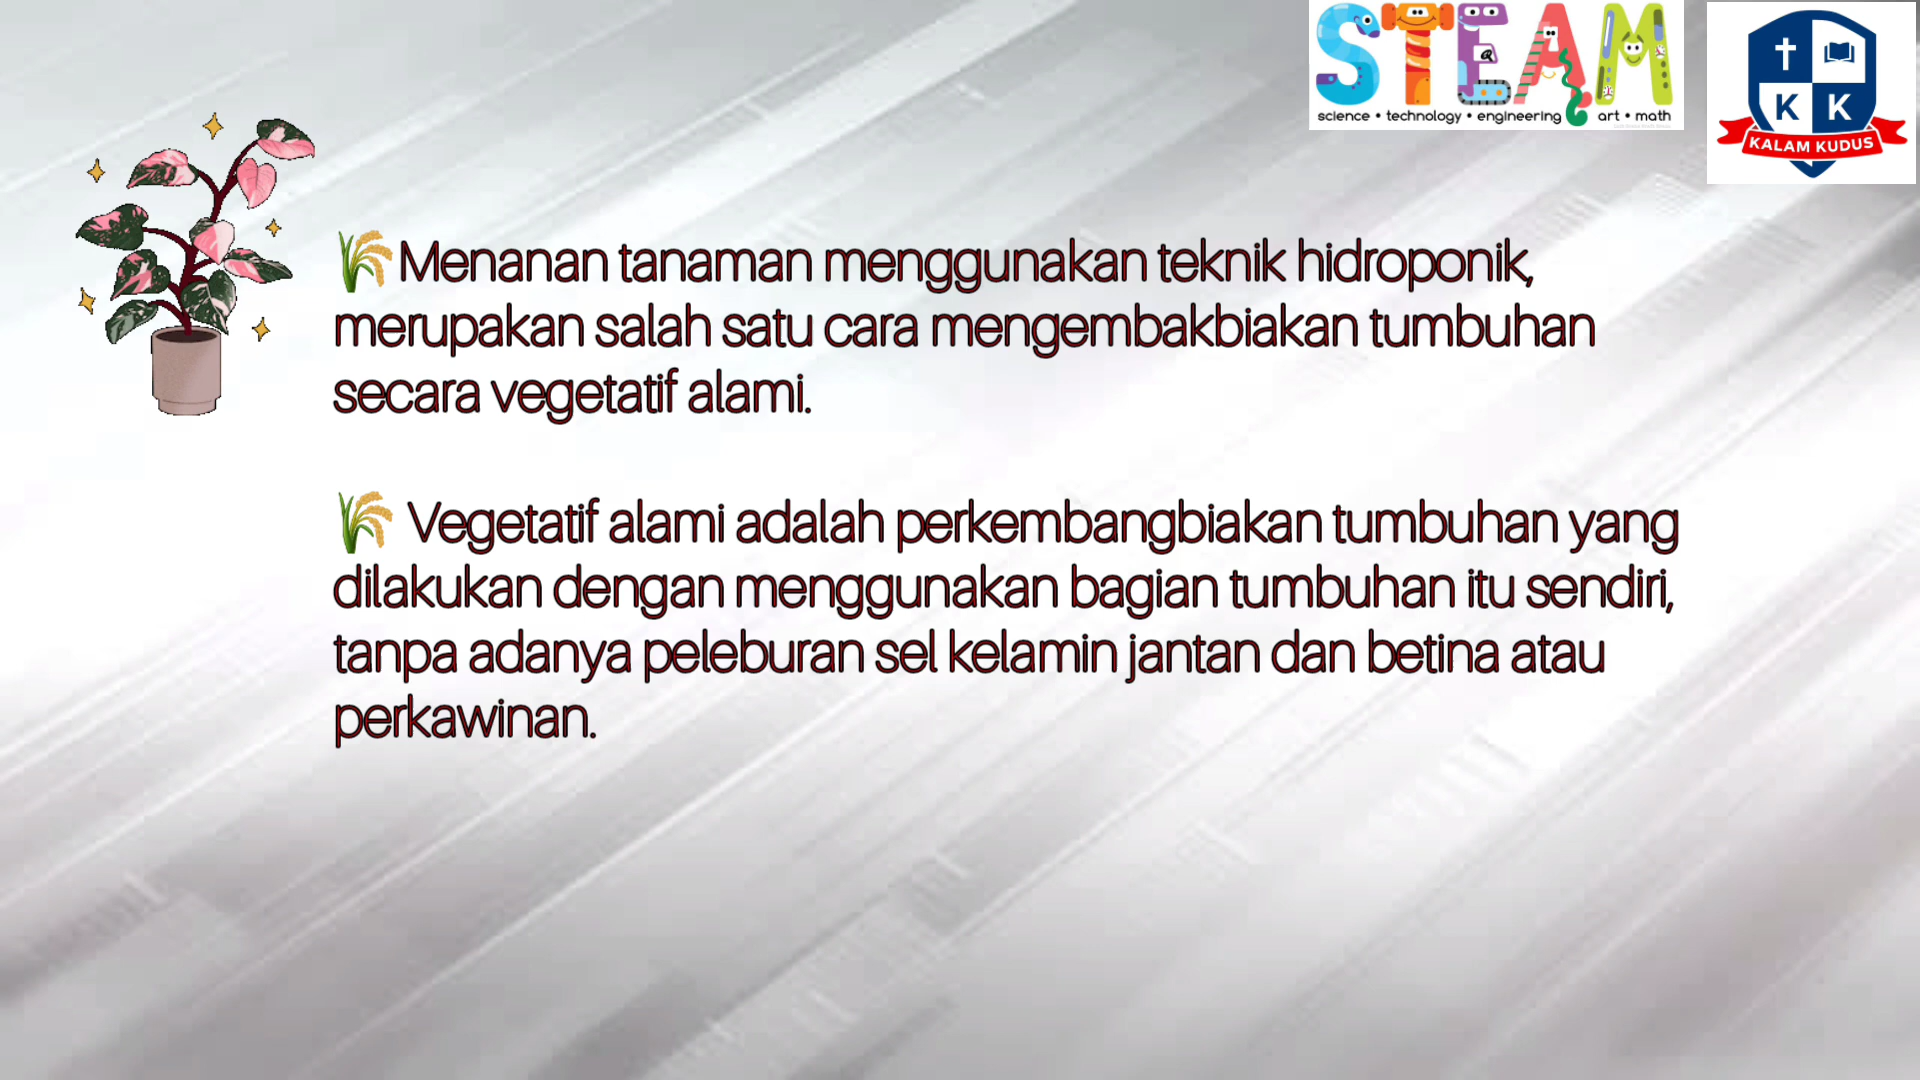 STEAM
science • technology • engineering art • math
K K
KALAM KUDUS
🌾 Menanan tanaman menggunakan teknik hidroponik,
merupakan salah satu cara mengembakbiakan tumbuhan
secara vegetatif alami.
🌾 Vegetatif alami adalah perkembangbiakan tumbuhan yang
dilakukan dengan menggunakan bagian tumbuhan itu sendiri,
tanpa adanya peleburan sel kelamin jantan dan betina atau
perkawinan.